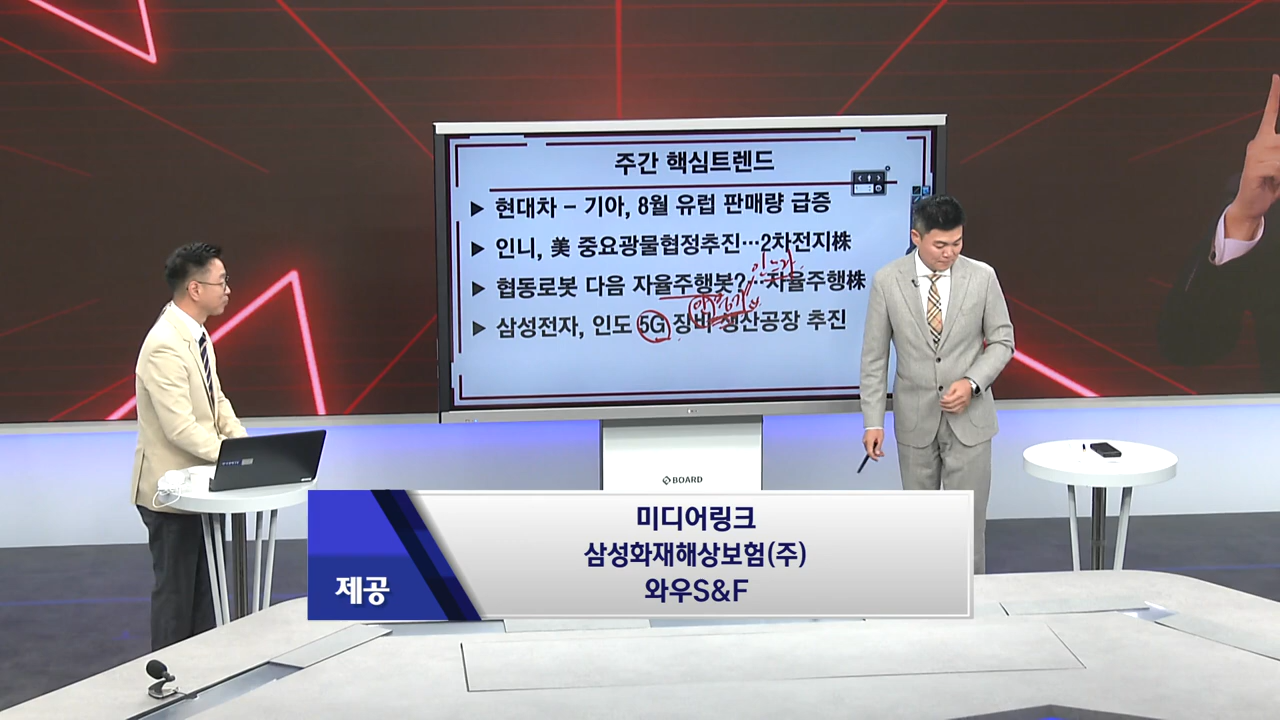 주간 핵심트렌드
▶ 현대차 - 기아, 8월 유럽 판매량 급증
▶ 인니, 美 중요광물협정추진…2차전지株
▶ 협동로봇 다음 자율주행봇?…자율주행株
▶ 삼성전자, 인도 5G 장비 생산공장 추진
BOARD
제공
미디어링크
삼성화재해상보험(주)
와우S&F